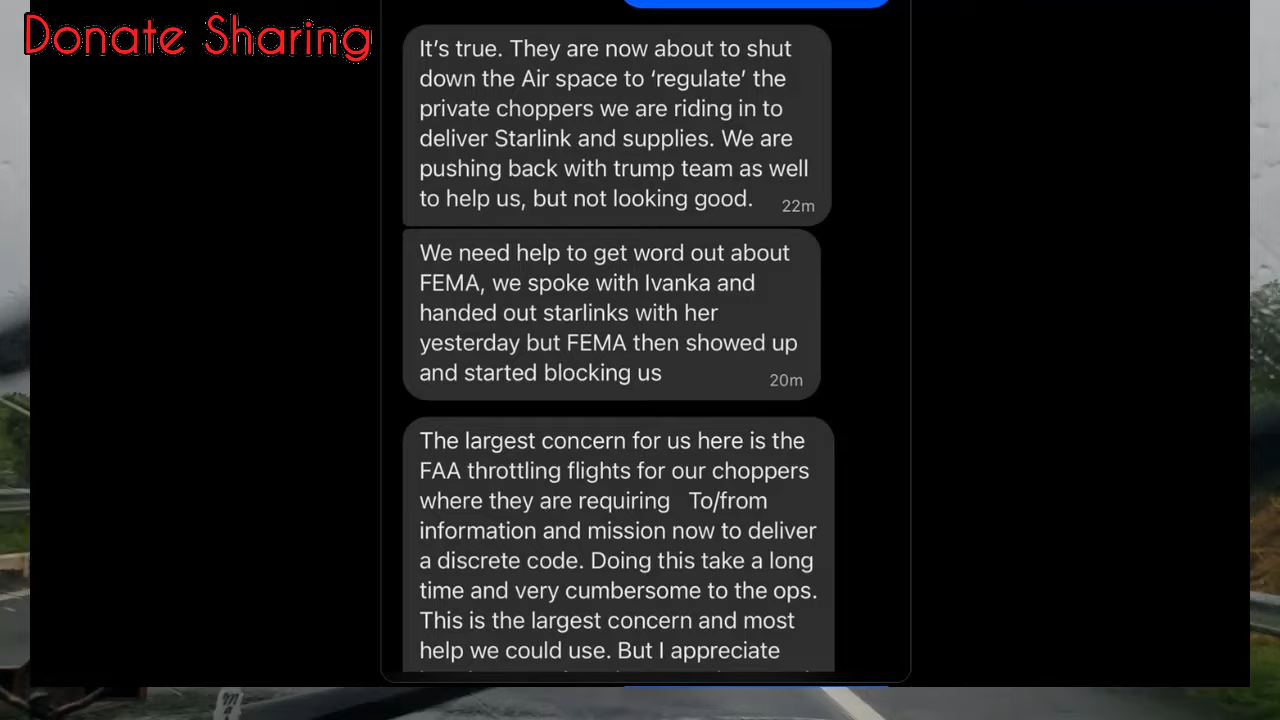 Donate Sharing
It’s true. They are now about to shut
down the Air space to ‘regulate’ the
private choppers we are riding in to
deliver Starlink and supplies. We are
pushing back with trump team as well
to help us, but not looking good.
22m
We need help to get word out about
FEMA, we spoke with Ivanka and
handed out starlinks with her
yesterday but FEMA then showed up
and started blocking us
20m
The largest concern for us here is the
FAA throttling flights for our choppers
where they are requiring To/from
information and mission now to deliver
a discrete code. Doing this take a long
time and very cumbersome to the ops.
This is the largest concern and most
help we could use. But I appreciate